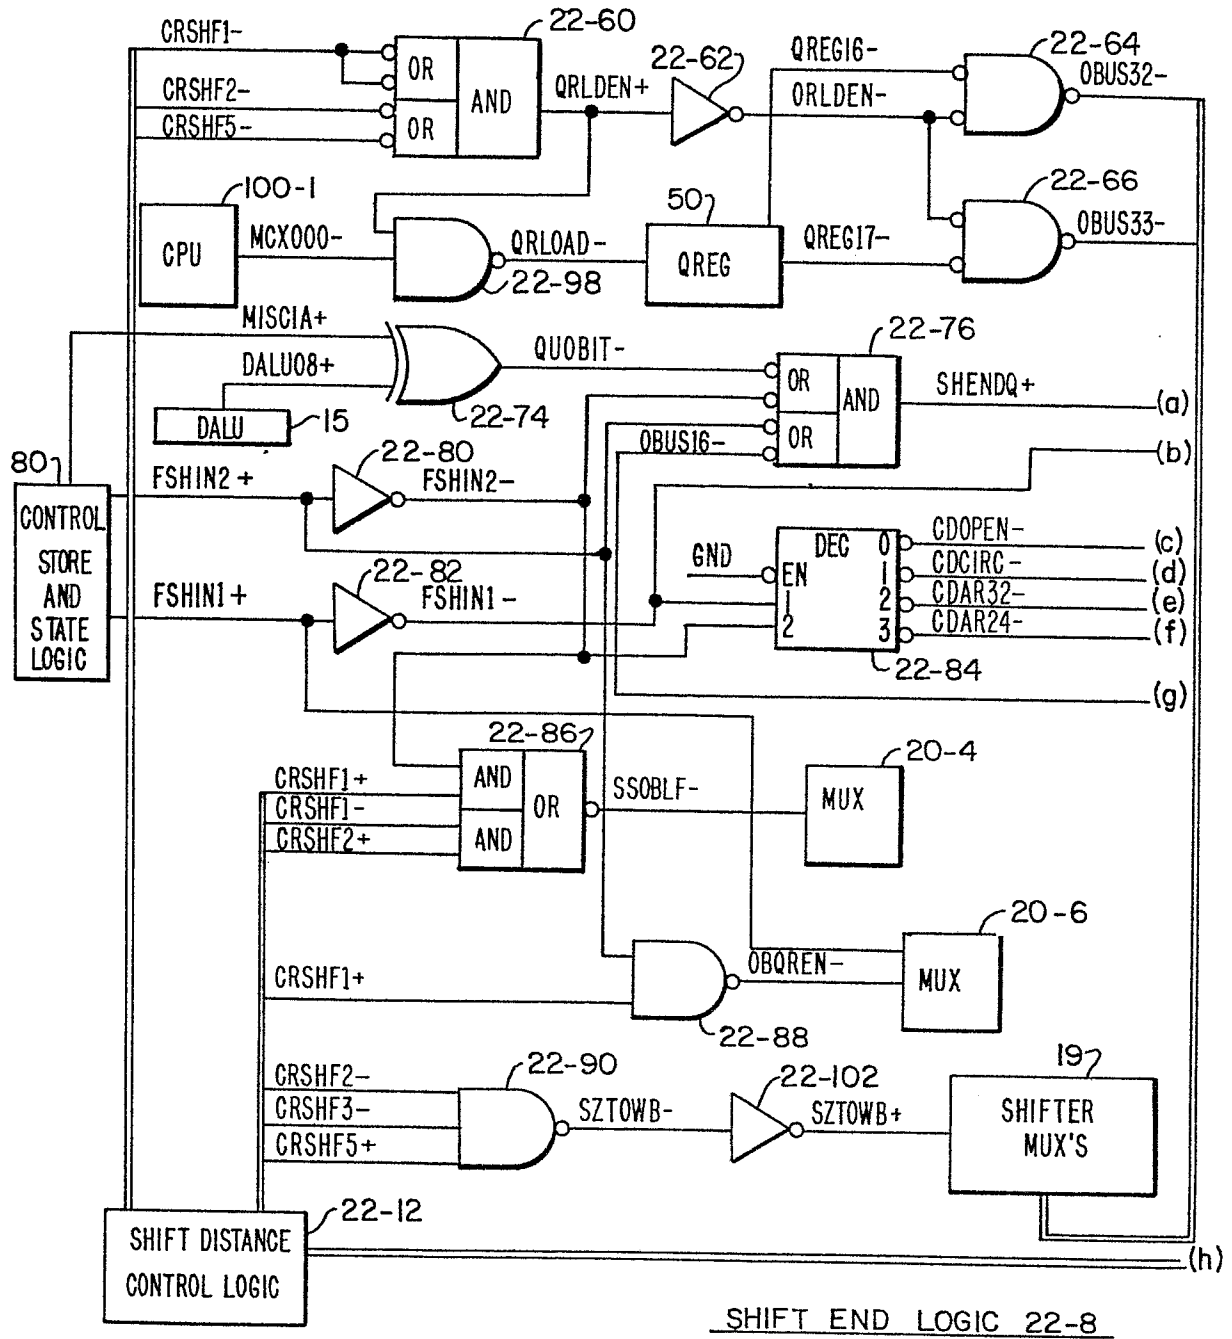 CRSHF1-
22-60
OR
AND
QRLDEN+
22-62
QREG16-
22-64
OBUS32-
CRSHF2-
CRSHF5-
OR
QRLDEN-
100-1
CPU
MCX000-
QRLOAD-
22-98
50
QREG
QREG17-
22-66
OBUS33-
MISC1A+
DALU08+
QUOBIT-
22-76
22-74
DALU
15
OR
AND
OR
SHENDQ+
(a)
OBUS16-
(b)
80
FSHIN2+
22-80
FSHIN2-
CONTROL
STORE
AND
STATE
LOGIC
FSHIN1+
22-82
FSHIN1-
GND
EN
1
2
DEC
0
1
2
3
22-84
CDOPEN-
(c)
CDCIRC-
(d)
CDAR32-
(e)
CDAR24-
(f)
(g)
22-86
CRSHF1+
CRSHF1-
CRSHF2+
AND
AND
OR
SSOBLF-
20-4
MUX
20-6
CRSHF1+
OBQREN-
MUX
22-88
CRSHF2-
CRSHF3-
CRSHF5+
22-90
SZTOWB-
22-102
SZTOWB+
19
SHIFTER
MUX'S
22-12
SHIFT DISTANCE
CONTROL LOGIC
(h)
SHIFT END LOGIC 22-8